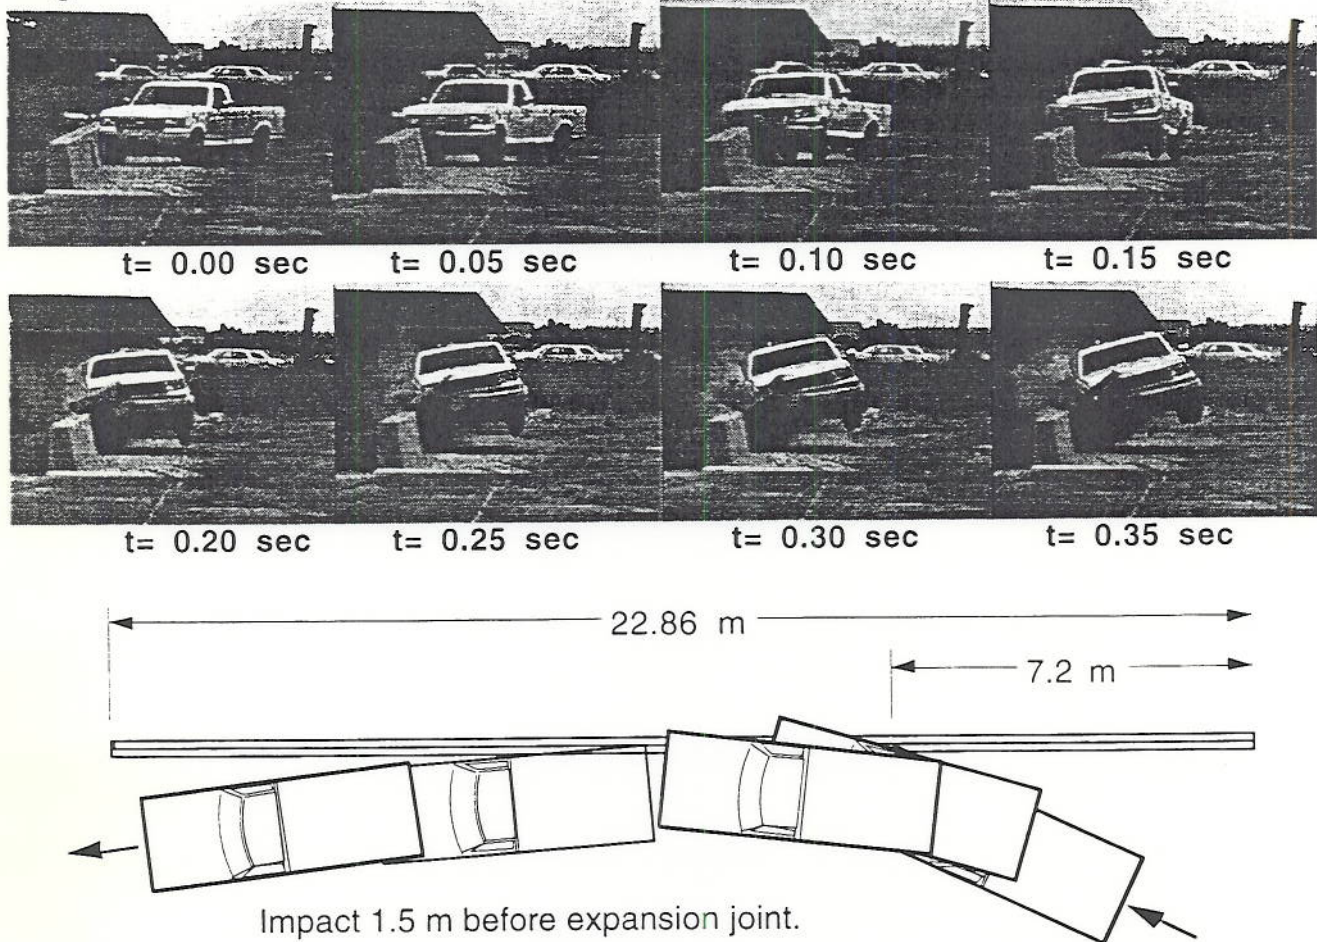 t= 0.00 sec t= 0.05 sec t= 0.10 sec t= 0.15 sec
t= 0.20 sec t= 0.25 sec t= 0.30 sec t= 0.35 sec
22.86 m
7.2 m
Impact 1.5 m before expansion joint.